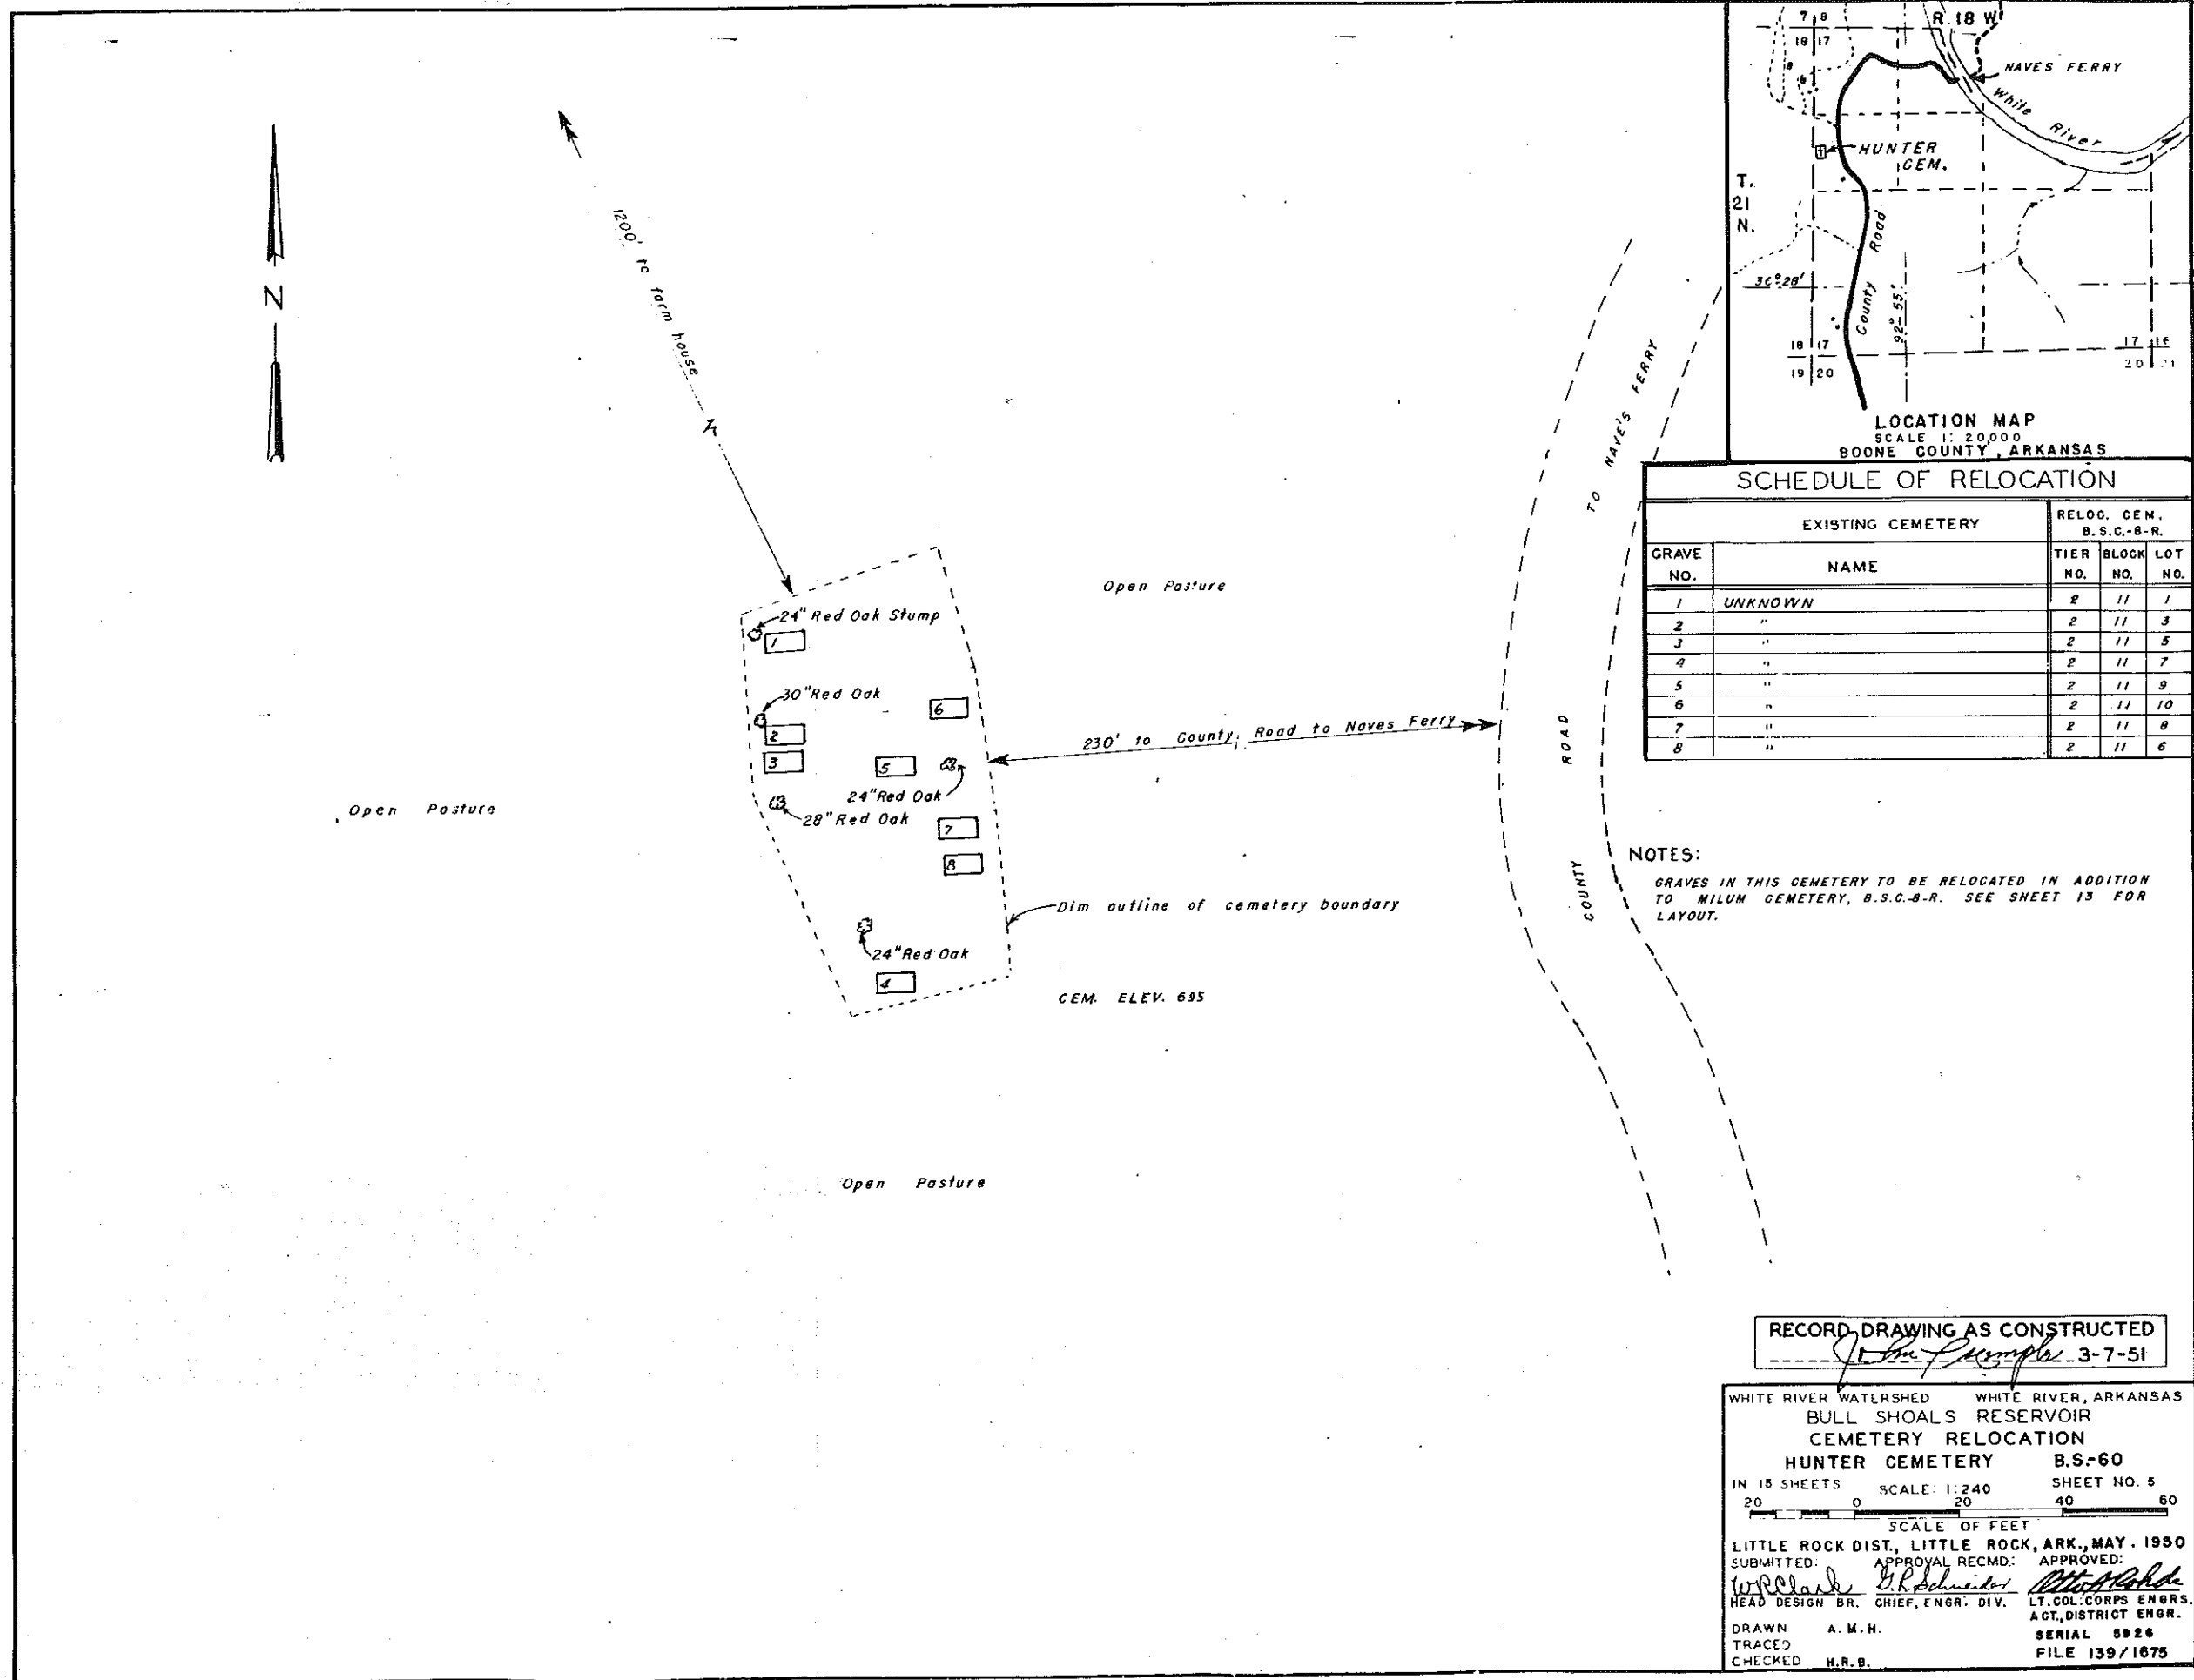 7 8
18 17
R. 18 W.
NAVES FERRY
White River
HUNTER
CEM.
T.
21
N.
36°28'
County Road
92°-55'
18 17
19 20
17 16
20 21
LOCATION MAP
SCALE 1:20,000
BOONE COUNTY, ARKANSAS
N
1200' to farm house
TO NAVE'S FERRY
COUNTY ROAD
Open Pasture
24" Red Oak Stump
1
30" Red Oak
6
2
230' to County Road to Naves Ferry
3
5
24" Red Oak
28" Red Oak
Open Pasture
7
8
Dim outline of cemetery boundary
24" Red Oak
4
CEM. ELEV. 695
Open Pasture
SCHEDULE OF RELOCATION
EXISTING CEMETERY
RELOC. CEM.
B.S.C.-8-R.
GRAVE NO. NAME TIER NO. BLOCK NO. LOT NO.
1 UNKNOWN 2 11 1
2 " 2 11 3
3 " 2 11 5
4 " 2 11 7
5 " 2 11 9
6 " 2 11 10
7 " 2 11 8
8 " 2 11 6
NOTES:
GRAVES IN THIS CEMETERY TO BE RELOCATED IN ADDITION
TO MILUM CEMETERY, B.S.C.-8-R. SEE SHEET 13 FOR
LAYOUT.
RECORD DRAWING AS CONSTRUCTED
John 3-7-51
WHITE RIVER WATERSHED WHITE RIVER, ARKANSAS
BULL SHOALS RESERVOIR
CEMETERY RELOCATION
HUNTER CEMETERY B.S.-60
IN 15 SHEETS SCALE: 1:240 SHEET NO. 5
20 0 20 40 60
SCALE OF FEET
LITTLE ROCK DIST., LITTLE ROCK, ARK., MAY. 1950
SUBMITTED: APPROVAL RECMD.: APPROVED:
W R Clark G. R. Schneider Otto A Rohde
HEAD DESIGN BR. CHIEF, ENGR. DIV. LT. COL. CORPS ENGRS.
ACT., DISTRICT ENGR.
DRAWN A.M.H.
SERIAL 5926
TRACED
FILE 139/1675
CHECKED H.R.B.